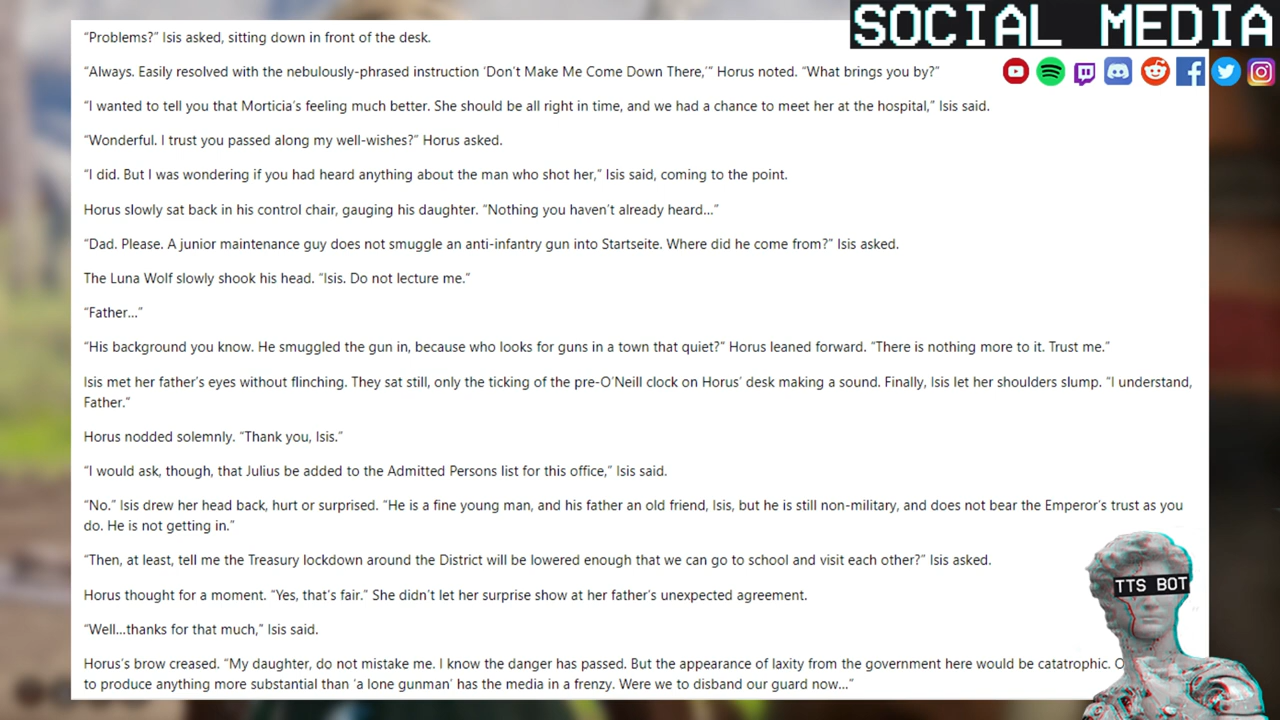 SOCIAL MEDIA
“Problems?” Isis asked, sitting down in front of the desk.
“Always. Easily resolved with the nebulously-phrased instruction ‘Don’t Make Me Come Down There,’” Horus noted. “What brings you by?”
“I wanted to tell you that Morticia’s feeling much better. She should be all right in time, and we had a chance to meet her at the hospital,” Isis said.
“Wonderful. I trust you passed along my well-wishes?” Horus asked.
“I did. But I was wondering if you had heard anything about the man who shot her,” Isis said, coming to the point.
Horus slowly sat back in his control chair, gauging his daughter. “Nothing you haven’t already heard…”
“Dad. Please. A junior maintenance guy does not smuggle an anti-infantry gun into Startseite. Where did he come from?” Isis asked.
The Luna Wolf slowly shook his head. “Isis. Do not lecture me.”
“Father…”
“His background you know. He smuggled the gun in, because who looks for guns in a town that quiet?” Horus leaned forward. “There is nothing more to it. Trust me.”
Isis met her father’s eyes without flinching. They sat still, only the ticking of the pre-O’Neill clock on Horus’ desk making a sound. Finally, Isis let her shoulders slump. “I understand,
Father.”
Horus nodded solemnly. “Thank you, Isis.”
“I would ask, though, that Julius be added to the Admitted Persons list for this office,” Isis said.
“No.” Isis drew her head back, hurt or surprised. “He is a fine young man, and his father an old friend, Isis, but he is still non-military, and does not bear the Emperor’s trust as you
do. He is not getting in.”
“Then, at least, tell me the Treasury lockdown around the District will be lowered enough that we can go to school and visit each other?” Isis asked.
Horus thought for a moment. “Yes, that’s fair.” She didn’t let her surprise show at her father’s unexpected agreement.
“Well…thanks for that much,” Isis said.
Horus’s brow creased. “My daughter, do not mistake me. I know the danger has passed. But the appearance of laxity from the government here would be catatrophic.
to produce anything more substantial than ‘a lone gunman’ has the media in a frenzy. Were we to disband our guard now…”
TTS BOT